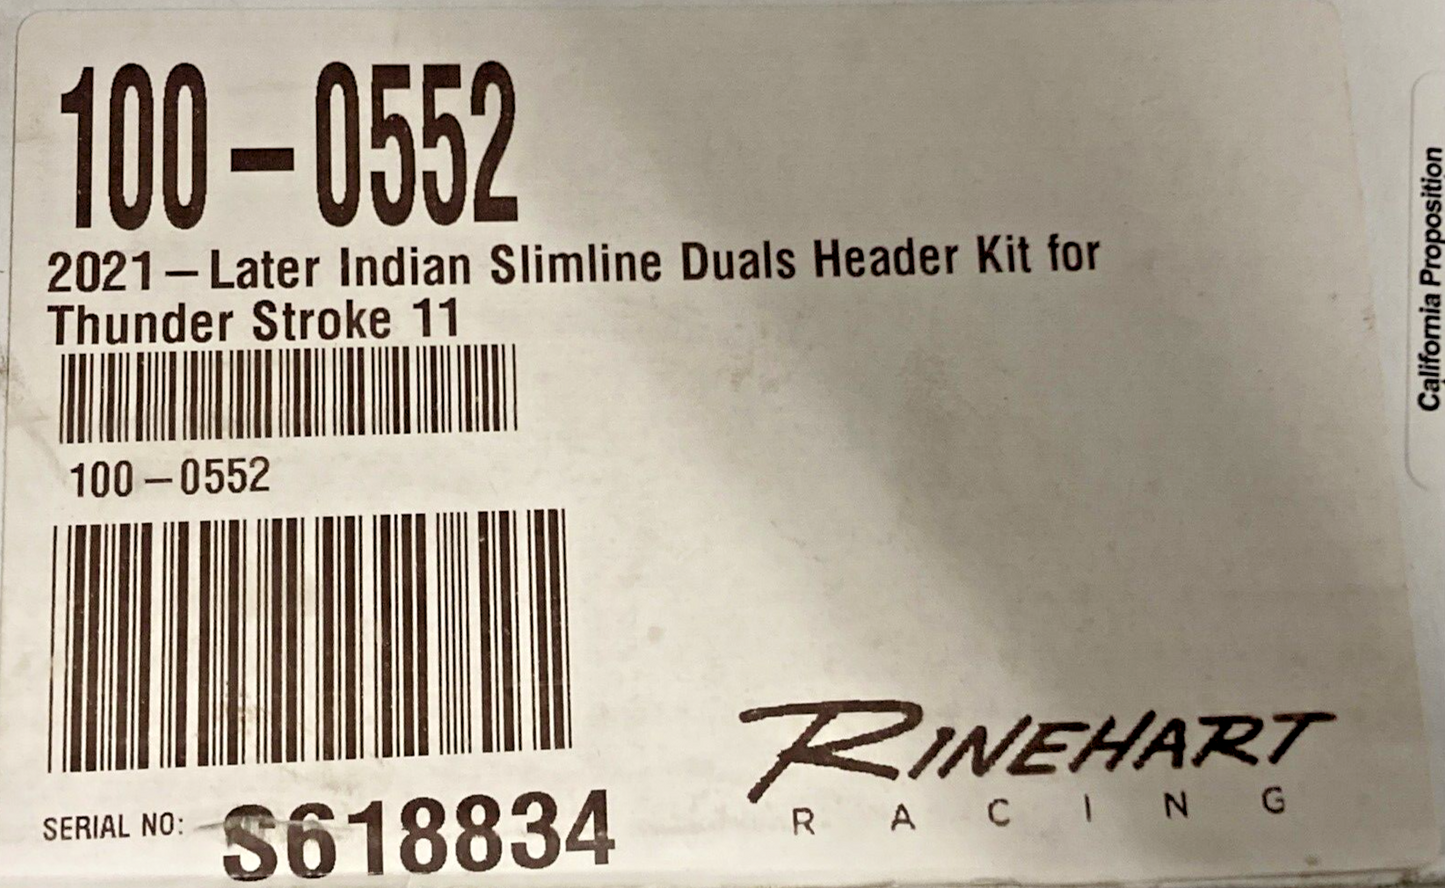 100-0552
2021-Later Indian Slimline Duals Header Kit for
Thunder Stroke 11
100-0552
SERIAL NO: S618834
RINEHART
RACING
California Proposition